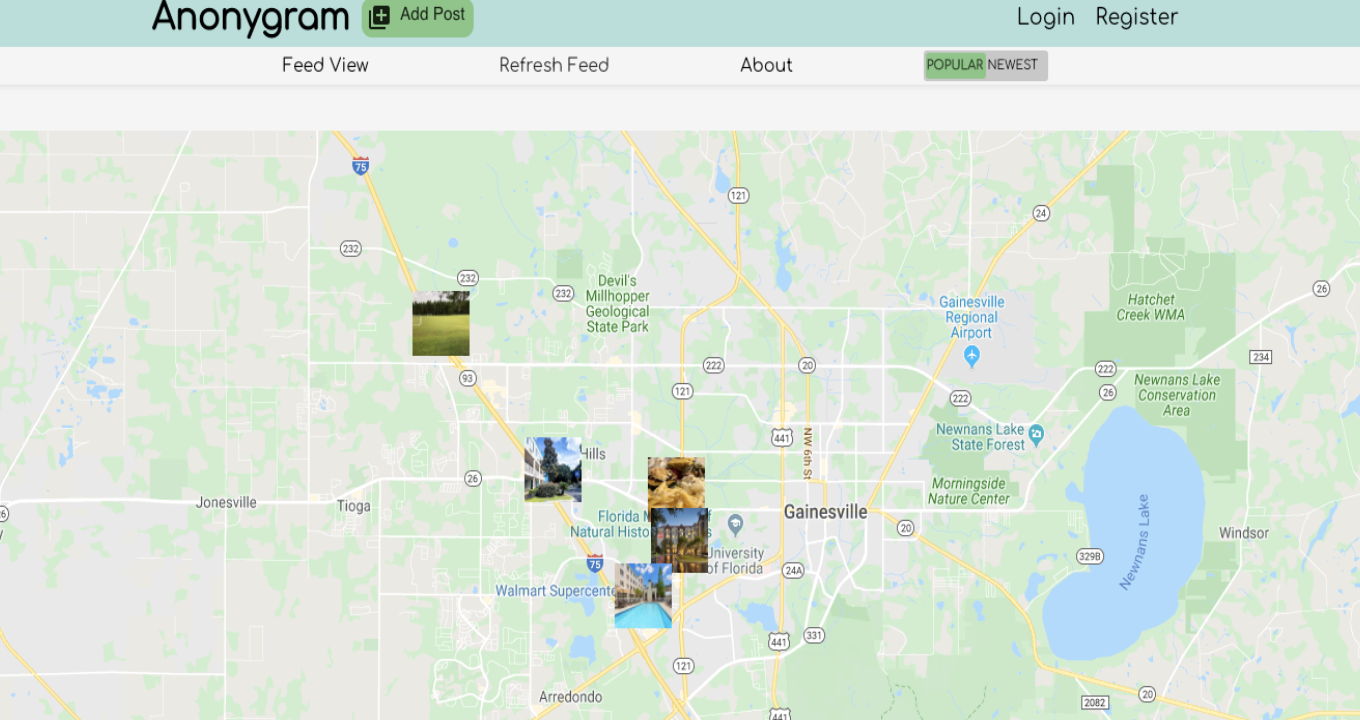 Anonygram
Add Post
Login
Register
Feed View
Refresh Feed
About
POPULAR NEWEST
75
121
24
232
232
232
Devil's
Millhopper
Geological
State Park
Gainesville
Regional
Airport
Hatchet
Creek WMA
26
234
222
20
222
93
121
222
26
Newnans Lake
Conservation
Area
441
NW 6th St
Newnans Lake
State Forest
Hills
26
Jonesville
Tioga
Morningside
Nature Center
Florida M
Natural Histo
Gainesville
20
Windsor
University
of Florida
329B
Newnans Lake
75
24A
Walmart Supercente
441
331
121
Arredondo
20
2082
441